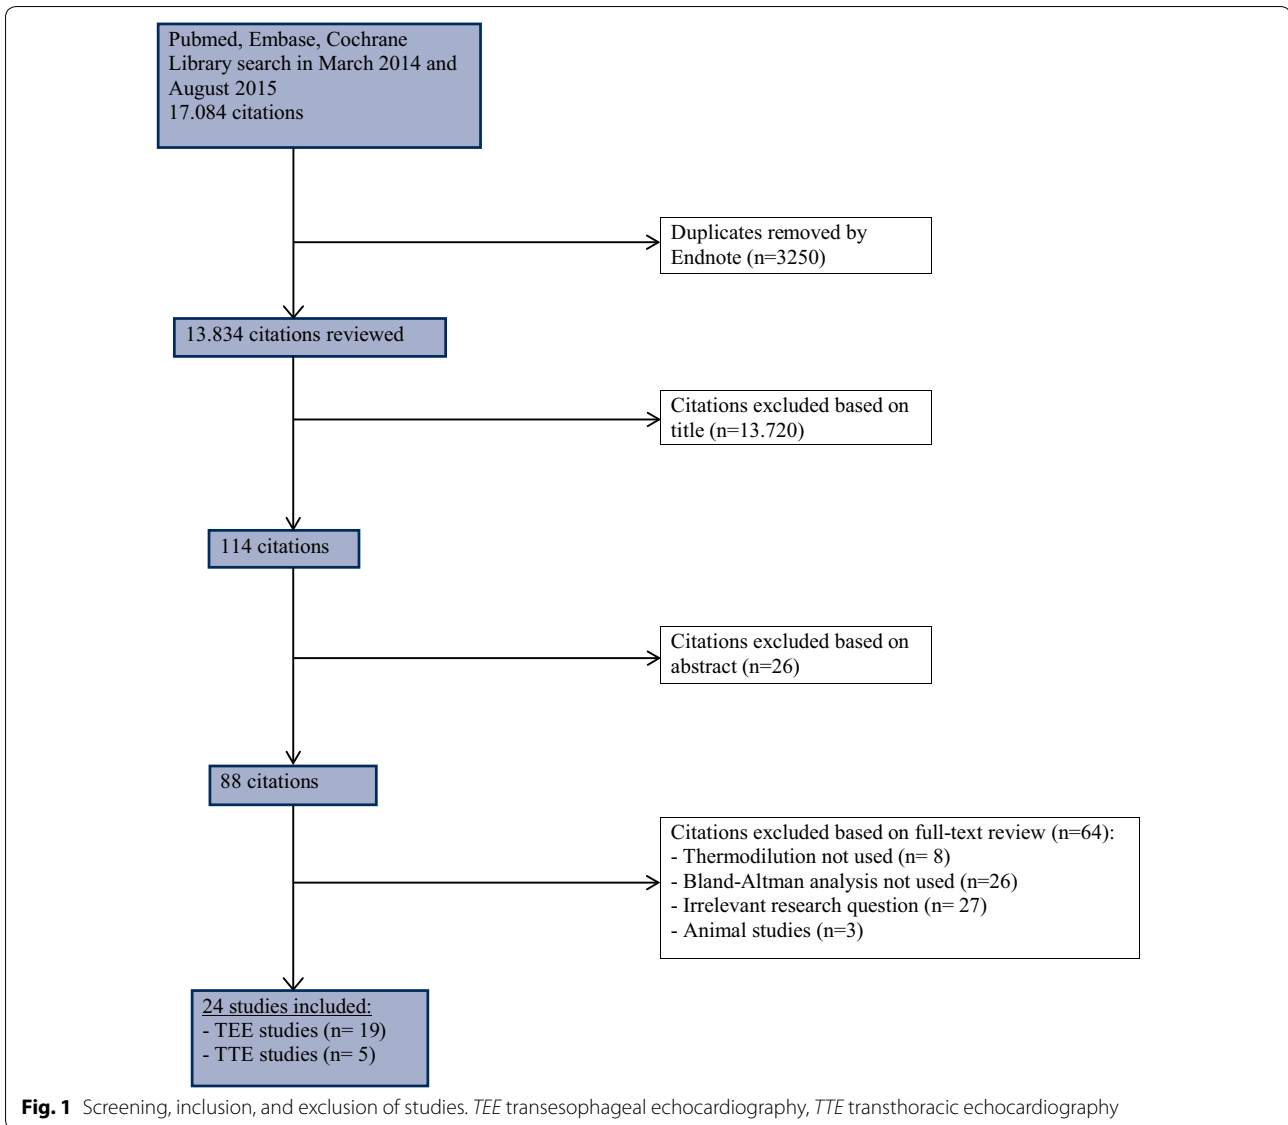 Pubmed, Embase, Cochrane
Library search in March 2014 and
August 2015
17.084 citations
Duplicates removed by
Endnote (n=3250)
13.834 citations reviewed
Citations excluded based on
title (n=13.720)
114 citations
Citations excluded based on
abstract (n=26)
88 citations
Citations excluded based on full-text review (n=64):
- Thermodilution not used (n= 8)
- Bland-Altman analysis not used (n=26)
- Irrelevant research question (n= 27)
- Animal studies (n=3)
24 studies included:
- TEE studies (n= 19)
- TTE studies (n= 5)
Fig. 1 Screening, inclusion, and exclusion of studies. TEE transesophageal echocardiography, TTE transthoracic echocardiography